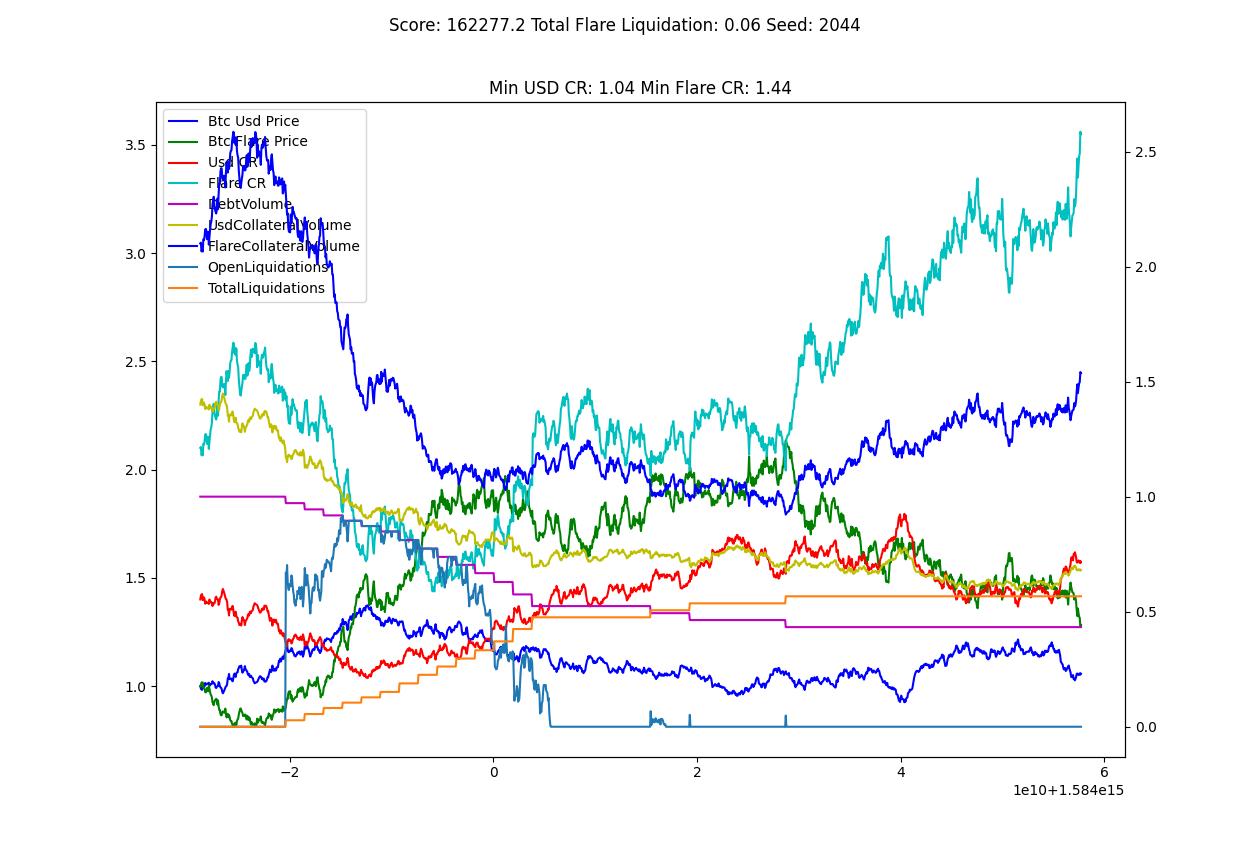 Score: 162277.2 Total Flare Liquidation: 0.06 Seed: 2044
Min USD CR: 1.04 Min Flare CR: 1.44
Btc Usd Price
Btc Flare Price
Usd CR
Flare CR
DebtVolume
UsdCollateralVolume
FlareCollateralVolume
OpenLiquidations
TotalLiquidations
3.5
3.0
2.5
2.0
1.5
1.0
2.5
2.0
1.5
1.0
0.5
0.0
−2 0 2 4 6
1e10+1.584e15